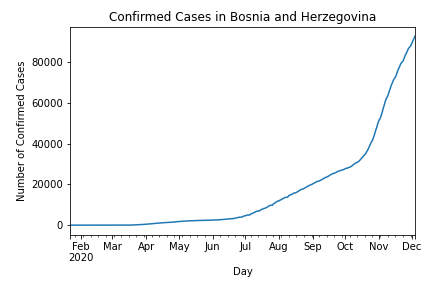 Confirmed Cases in Bosnia and Herzegovina
Number of Confirmed Cases
80000
60000
40000
20000
0
Feb Mar Apr May Jun Jul Aug Sep Oct Nov Dec
2020
Day